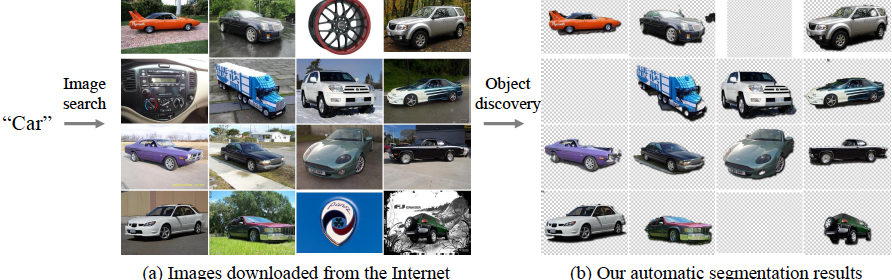 “Car”
Image
search
Object
discovery
(a) Images downloaded from the Internet
(b) Our automatic segmentation results